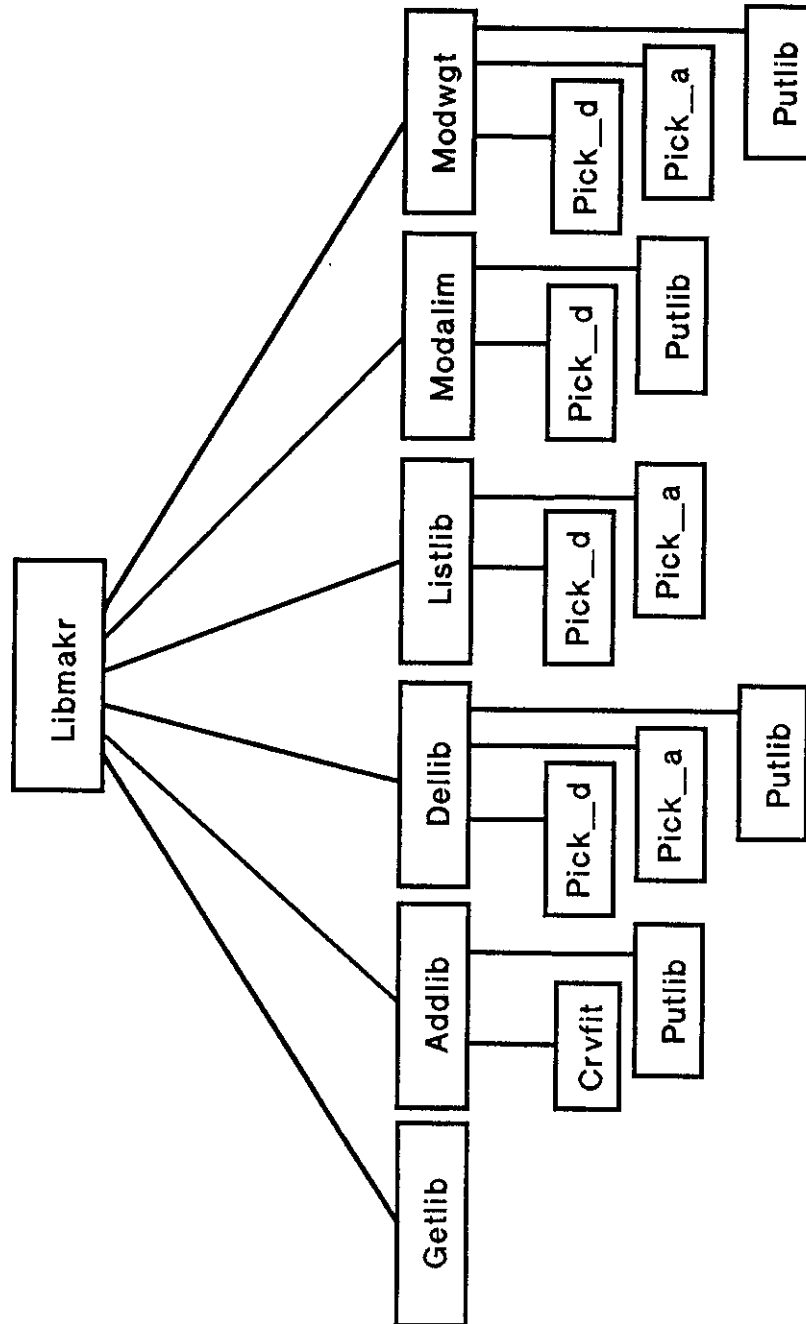 Libmakr
Getlib
Addlib
Dellib
Listlib
Modalim
Modwgt
Crvfit
Putlib
Pick_d
Pick_a
Putlib
Pick_d
Pick_a
Pick_d
Putlib
Pick_d
Pick_a
Putlib